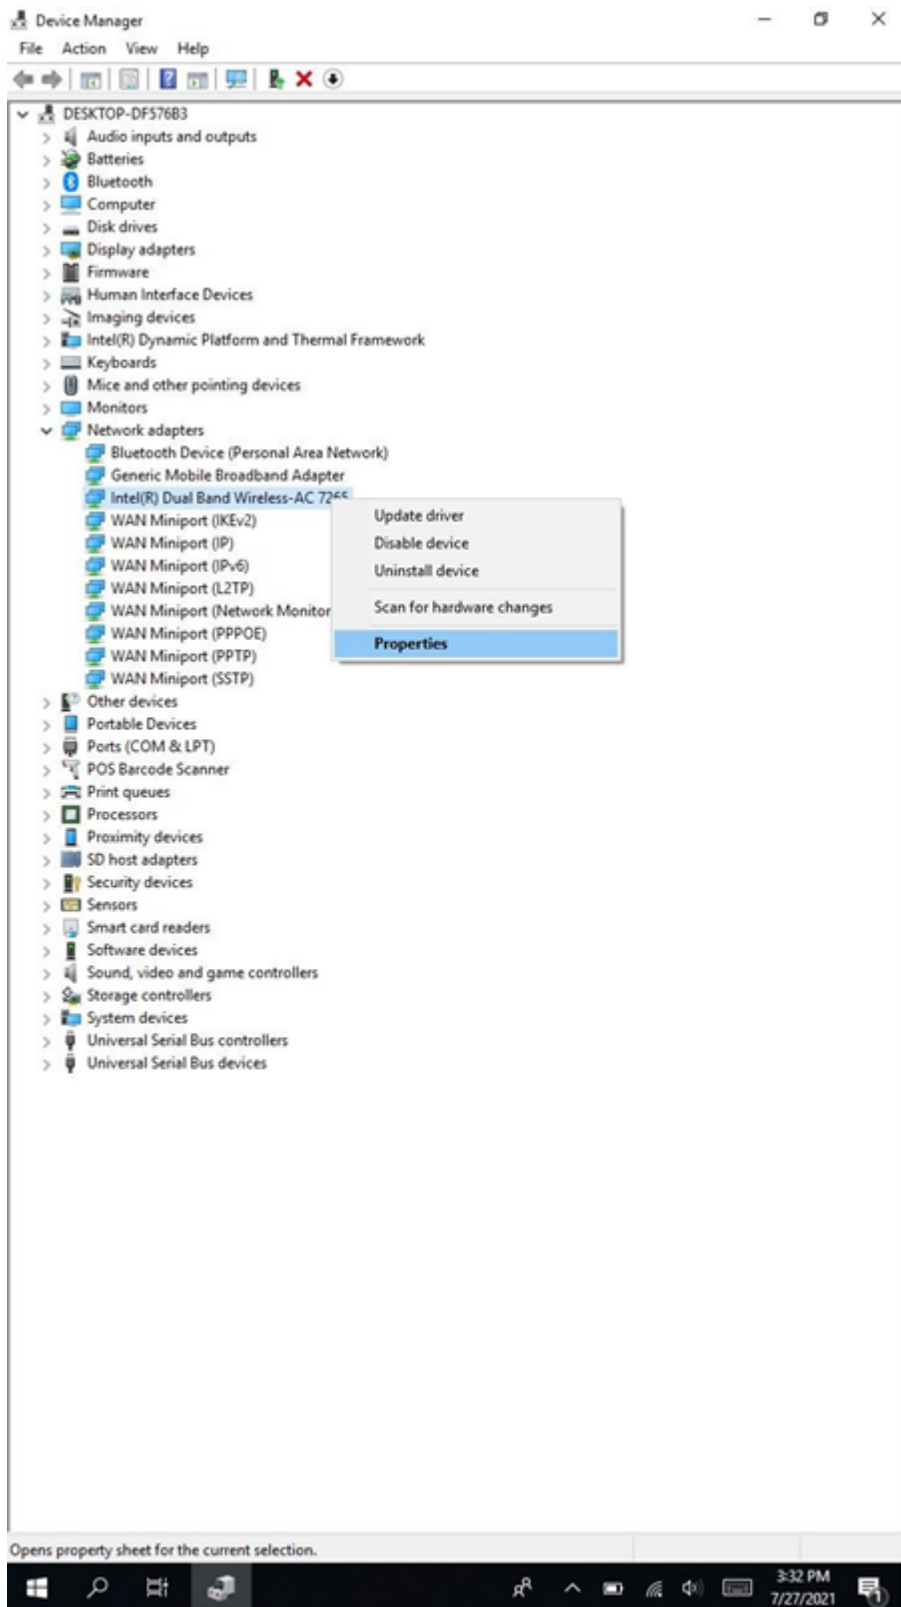 Device Manager
File Action View Help
DESKTOP-DF576B3
Audio inputs and outputs
Batteries
Bluetooth
Computer
Disk drives
Display adapters
Firmware
Human Interface Devices
Imaging devices
Intel(R) Dynamic Platform and Thermal Framework
Keyboards
Mice and other pointing devices
Monitors
Network adapters
Bluetooth Device (Personal Area Network)
Generic Mobile Broadband Adapter
Intel(R) Dual Band Wireless-AC 7265
WAN Miniport (IKEv2)
WAN Miniport (IP)
WAN Miniport (IPv6)
WAN Miniport (L2TP)
WAN Miniport (Network Monitor
WAN Miniport (PPPOE)
WAN Miniport (PPTP)
WAN Miniport (SSTP)
Update driver
Disable device
Uninstall device
Scan for hardware changes
Properties
Other devices
Portable Devices
Ports (COM & LPT)
POS Barcode Scanner
Print queues
Processors
Proximity devices
SD host adapters
Security devices
Sensors
Smart card readers
Software devices
Sound, video and game controllers
Storage controllers
System devices
Universal Serial Bus controllers
Universal Serial Bus devices
Opens property sheet for the current selection.
3:32 PM
7/27/2021
1